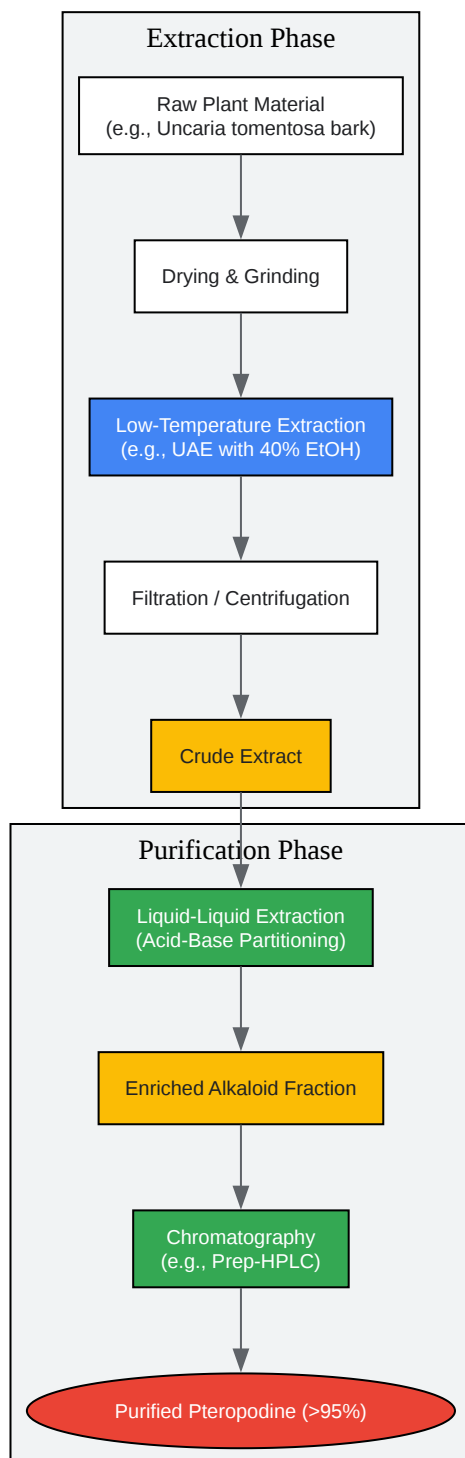 Extraction Phase
Raw Plant Material
(e.g., Uncaria tomentosa bark)
Drying & Grinding
Low-Temperature Extraction
(e.g., UAE with 40% EtOH)
Filtration / Centrifugation
Crude Extract
Purification Phase
Liquid-Liquid Extraction
(Acid-Base Partitioning)
Enriched Alkaloid Fraction
Chromatography
(e.g., Prep-HPLC)
Purified Pteropodine (>95%)